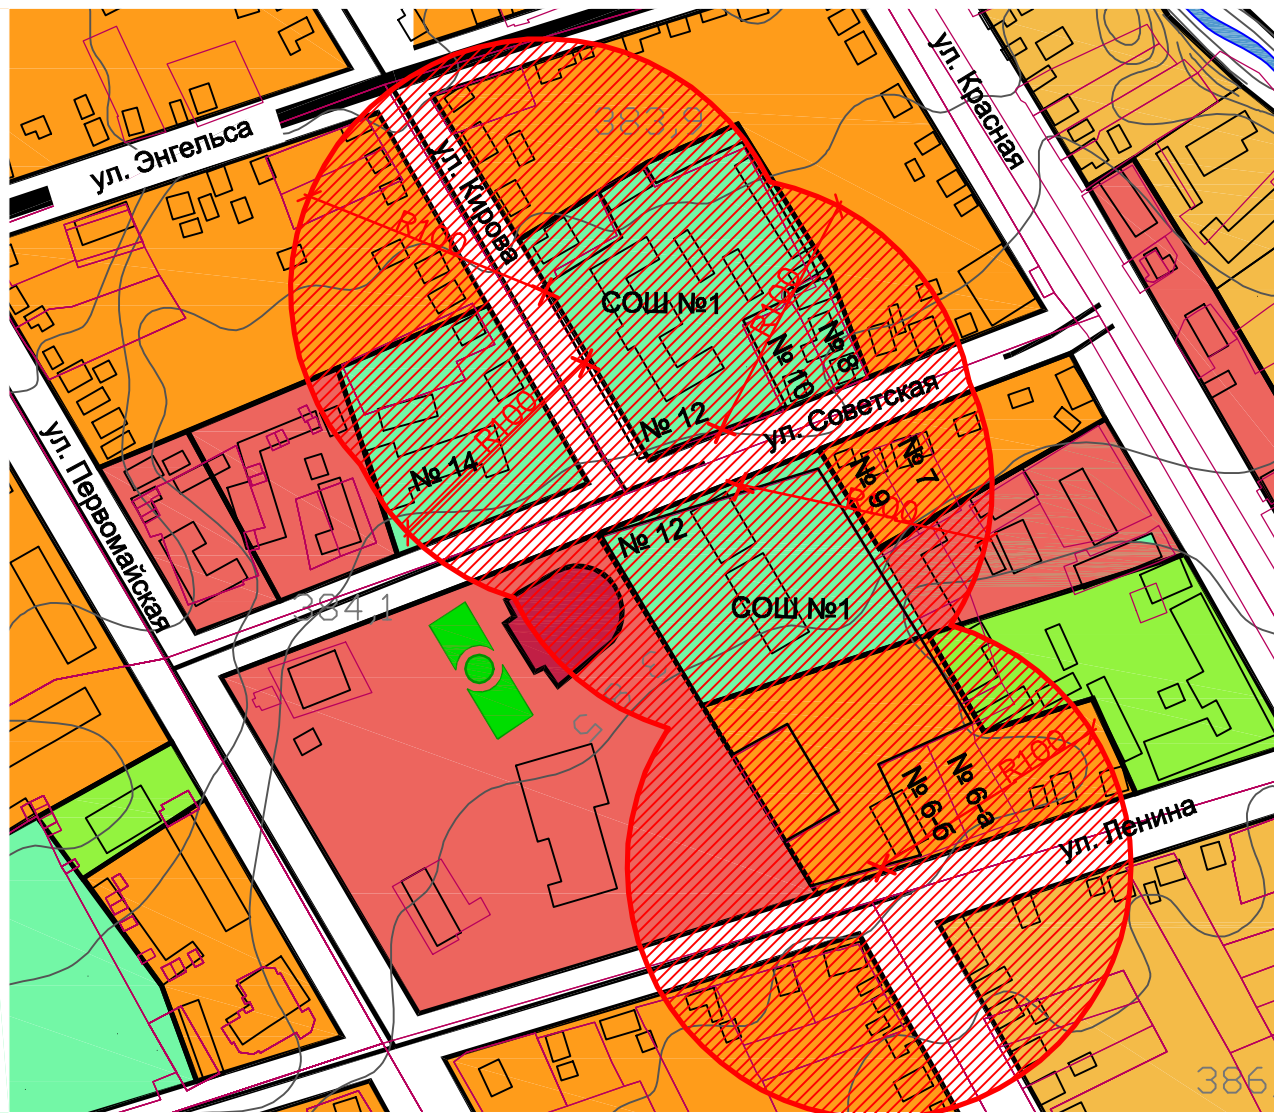 ул. Энгельса
ул. Кирова
ул. Красная
383.9
R100
R100
СОШ №1
№ 8
№ 10
№ 12
ул. Советская
R100
№ 14
№ 7
№ 9
R100
ул. Первомайская
№ 12
384.1
СОШ №1
R100
№ 6-а
№ 6-б
ул. Ленина
386